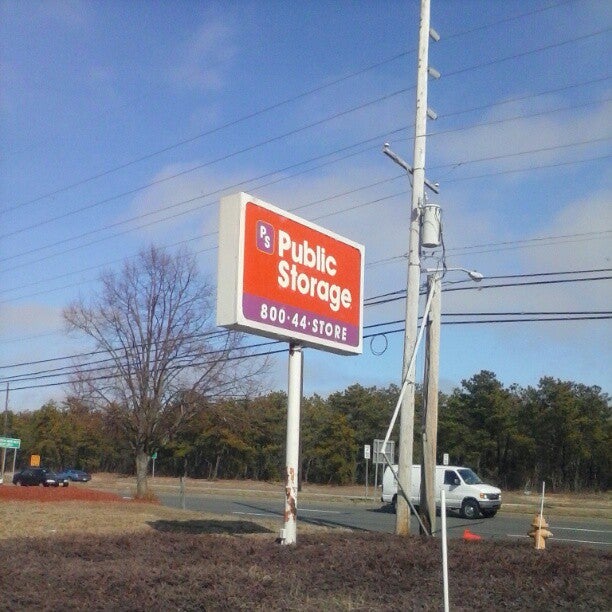 PS
Public
Storage
800·44·STORE